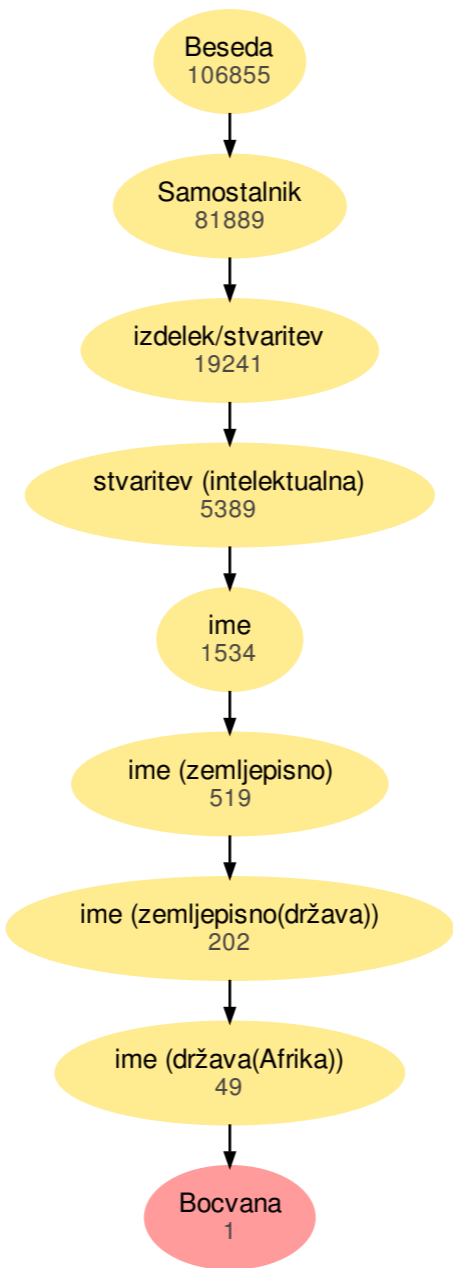 Beseda
106855
Samostalnik
81889
izdelek/stvaritev
19241
stvaritev (intelektualna)
5389
ime
1534
ime (zemljepisno)
519
ime (zemljepisno(država))
202
ime (država(Afrika))
49
Bocvana
1